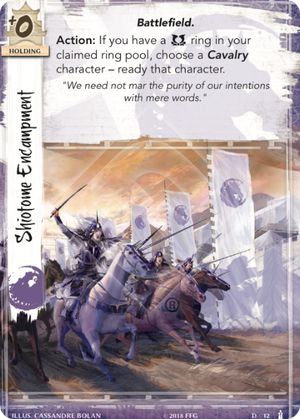 +0
HOLDING
Battlefield.
Action: If you have a ring in your
claimed ring pool, choose a Cavalry
character – ready that character.
"We need not mar the purity of our intentions
with mere words."
Shiotome Encampment
ILLUS. CASSANDRE BOLAN
© 2018 FFG
D 12